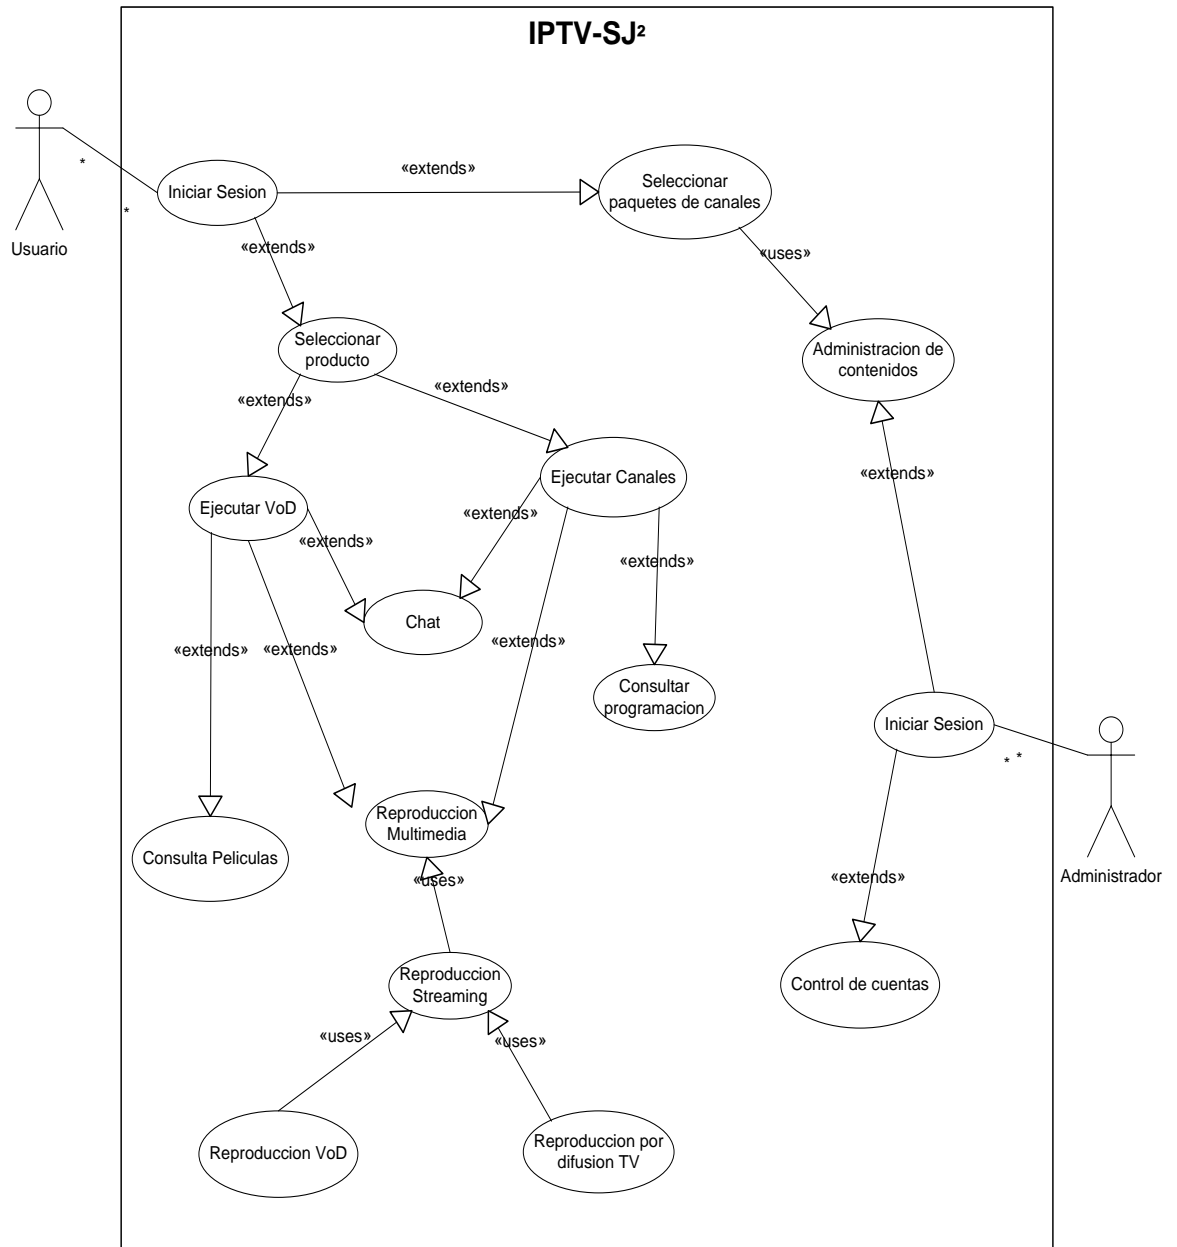 IPTV-SJ²
«extends»
Seleccionar
paquetes de canales
*
Iniciar Sesion
*
Usuario
«extends»
«uses»
Seleccionar
producto
Administracion de
contenidos
«extends»
«extends»
Ejecutar Canales
«extends»
Ejecutar VoD
«extends»
«extends»
«extends»
Chat
«extends»
«extends»
«extends»
Consultar
programacion
Iniciar Sesion
* *
Reproduccion
Multimedia
Consulta Peliculas
«uses»
«extends»
Administrador
Reproduccion
Streaming
Control de cuentas
«uses»
«uses»
Reproduccion VoD
Reproduccion por
difusion TV